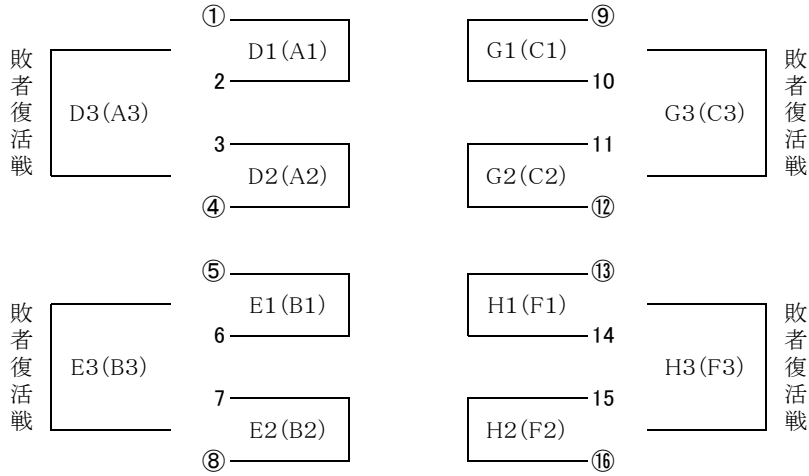 ① ⑨
D1(A1) G1(C1)
2 10
敗者復活戦 D3(A3) G3(C3) 敗者復活戦
3 11
D2(A2) G2(C2)
④ ⑫
⑤ ⑬
E1(B1) H1(F1)
6 14
敗者復活戦 E3(B3) H3(F3) 敗者復活戦
7 15
E2(B2) H2(F2)
⑧ ⑯